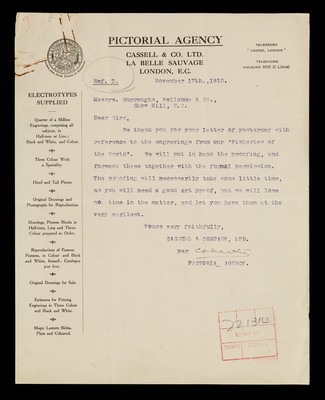 PICTORIAL AGENCY
CASSELL & CO. LTD.
LA BELLE SAUVAGE
LONDON, E.C.
TELEGRAMS
"CASPEG, LONDON"
TELEPHONE
HOLBORN
Ref. T.
November 17th., 1913.
Messrs. Burroughs, Wellcome & Co.,
Snow Hill, E.C.
Dear Sirs,
We thank you for your letter of yesterday with
reference to the engravings from our "Fisheries of
the World". We will put in hand the proofing, and
forward these together with the formal permission.
The proofing will necessarily take some little time,
as you will need a good art proof, but we will lose
no time in the matter, and let you have them at the
very earliest.
Yours very faithfully,
CASSELL & COMPANY, LTD.
per
PICTORIAL AGENCY.
ELECTROTYPES
SUPPLIED
Quarter of a Million
Engravings, comprising all
subjects, in
Half-tone or Line:
Black and White, and Colour.
Three Colour Work
a Speciality.
Head and Tail Pieces.
Original Drawings and
Photographs for Reproduction.
Drawings, Process Blocks in
Half-tone, Line and Three-
Colour prepared to Order.
Reproductions of Famous
Pictures, in Colour and Black
and White, framed; Catalogue
post free.
Original Drawings for Sale.
Estimates for Printing
Engravings in Three Colour
and Black and White.
Magic Lantern Slides,
Plain and Coloured.